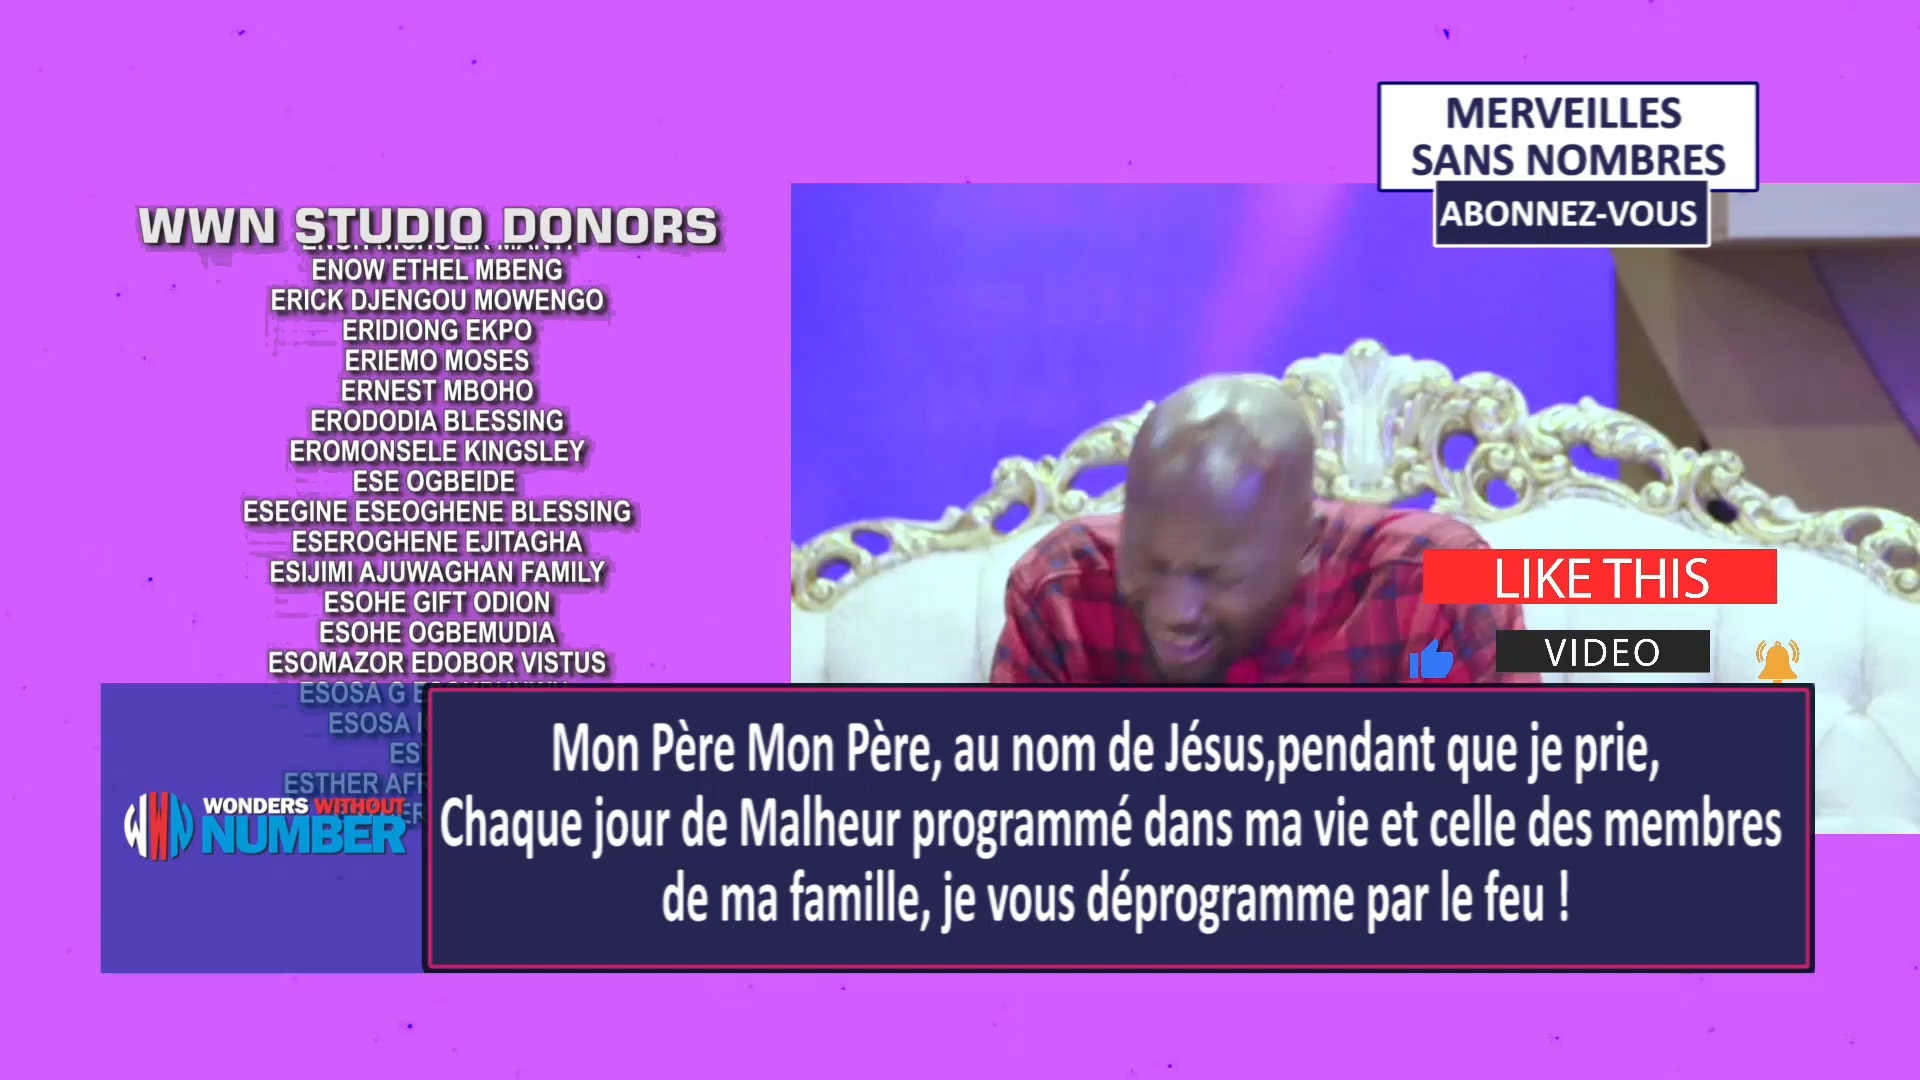 MERVEILLES
SANS NOMBRES
ABONNEZ-VOUS
WWN STUDIO DONORS
ENOW ETHEL MBENG
ERICK DJENGOU MOWENGO
ERIDIONG EKPO
ERIEMO MOSES
ERNEST MBOHO
ERODODIA BLESSING
EROMONSELE KINGSLEY
ESE OGBEIDE
ESEGINE ESEOGHENE BLESSING
ESEROGHENE EJITAGHA
ESIJIMI AJUWAGHAN FAMILY
ESOHE GIFT ODION
ESOHE OGBEMUDIA
ESOMAZOR EDOBOR VISTUS
ESOSA G
ESOSA
ESTHER
LIKE THIS
VIDEO
WWN
WONDERS WITHOUT
NUMBER
Mon Père Mon Père, au nom de Jésus,pendant que je prie,
Chaque jour de Malheur programmé dans ma vie et celle des membres
de ma famille, je vous déprogramme par le feu !